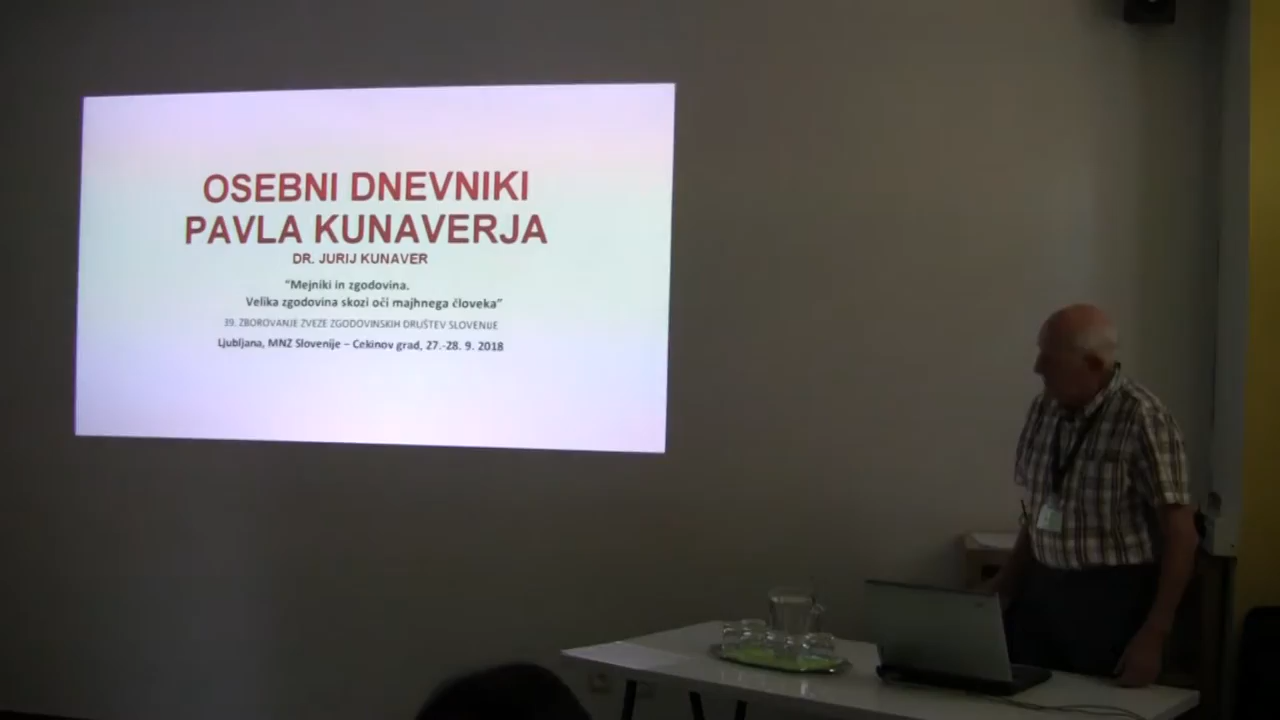 OSEBNI DNEVNIKI
PAVLA KUNAVERJA
DR. JURIJ KUNAVER
"Mejniki in zgodovina.
Velika zgodovina skozi oči majhnega človeka"
39. ZBOROVANJE ZVEZE ZGODOVINSKIH DRUŠTEV SLOVENIJE
Ljubljana, MNZ Slovenije – Cekinov grad, 27.-28. 9. 2018